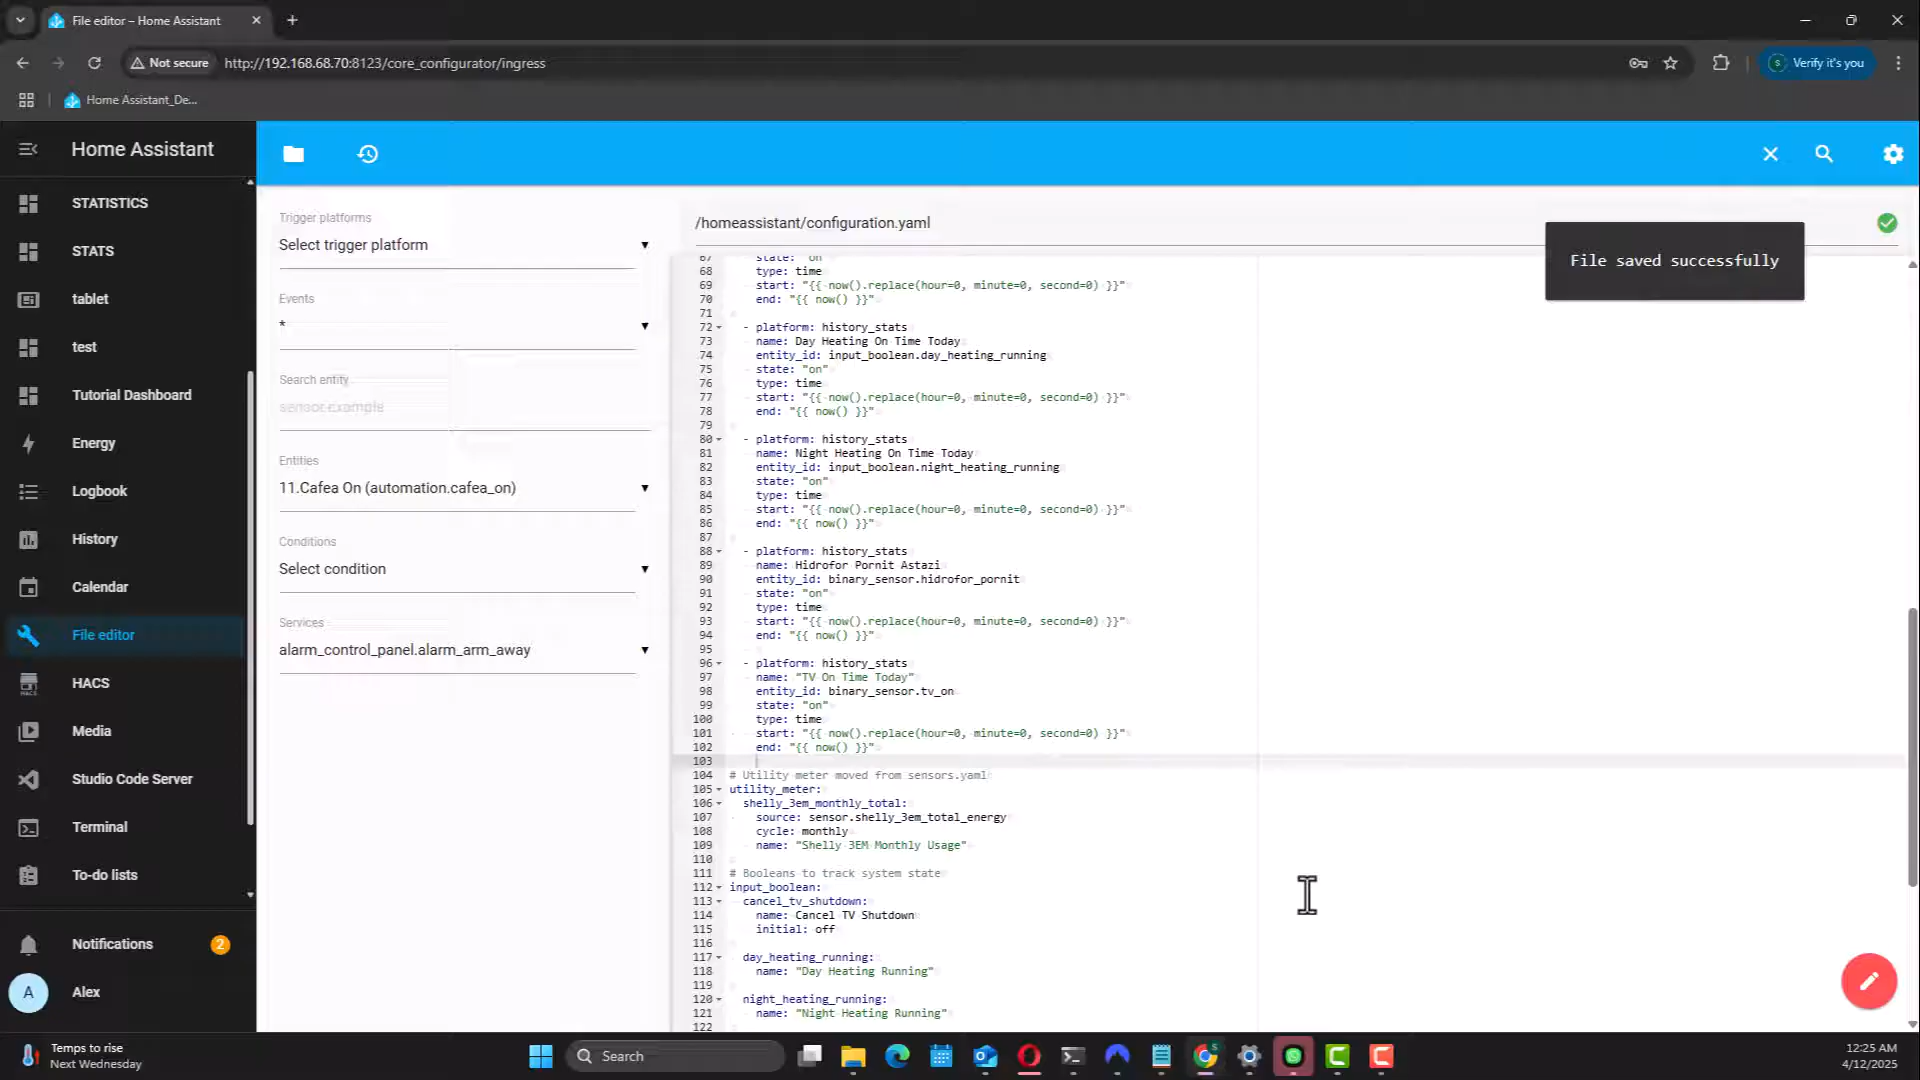 File editor – Home Assistant
Not secure
http://192.168.68.70:8123/core_configurator/ingress
S
Verify it's you
Home Assistant_De...
Home Assistant
STATISTICS
STATS
tablet
test
Tutorial Dashboard
Energy
Logbook
History
Calendar
File editor
HACS
Media
Studio Code Server
Terminal
To-do lists
Notifications
2
A
Alex
Trigger platforms
Select trigger platform
Events
*
Search entity
sensor.example
Entities
11.Cafea On (automation.cafea_on)
Conditions
Select condition
Services
alarm_control_panel.alarm_arm_away
/homeassistant/configuration.yaml
File saved successfully
67 state: "on"
68 type: time
69 start: "{{ now().replace(hour=0, minute=0, second=0) }}"
70 end: "{{ now() }}"
71
72 - platform: history_stats
73 name: Day Heating On Time Today
74 entity_id: input_boolean.day_heating_running
75 state: "on"
76 type: time
77 start: "{{ now().replace(hour=0, minute=0, second=0) }}"
78 end: "{{ now() }}"
79
80 - platform: history_stats
81 name: Night Heating On Time Today
82 entity_id: input_boolean.night_heating_running
83 state: "on"
84 type: time
85 start: "{{ now().replace(hour=0, minute=0, second=0) }}"
86 end: "{{ now() }}"
87
88 - platform: history_stats
89 name: Hidrofor Pornit Astazi
90 entity_id: binary_sensor.hidrofor_pornit
91 state: "on"
92 type: time
93 start: "{{ now().replace(hour=0, minute=0, second=0) }}"
94 end: "{{ now() }}"
95
96 - platform: history_stats
97 name: "TV On Time Today"
98 entity_id: binary_sensor.tv_on
99 state: "on"
100 type: time
101 start: "{{ now().replace(hour=0, minute=0, second=0) }}"
102 end: "{{ now() }}"
103
104 # Utility meter moved from sensors.yaml
105 utility_meter:
106 shelly_3em_monthly_total:
107 source: sensor.shelly_3em_total_energy
108 cycle: monthly
109 name: "Shelly 3EM Monthly Usage"
110
111 # Booleans to track system state
112 input_boolean:
113 cancel_tv_shutdown:
114 name: Cancel TV Shutdown
115 initial: off
116
117 day_heating_running:
118 name: "Day Heating Running"
119
120 night_heating_running:
121 name: "Night Heating Running"
122
Temps to rise
Next Wednesday
Search
12:25 AM
4/12/2025